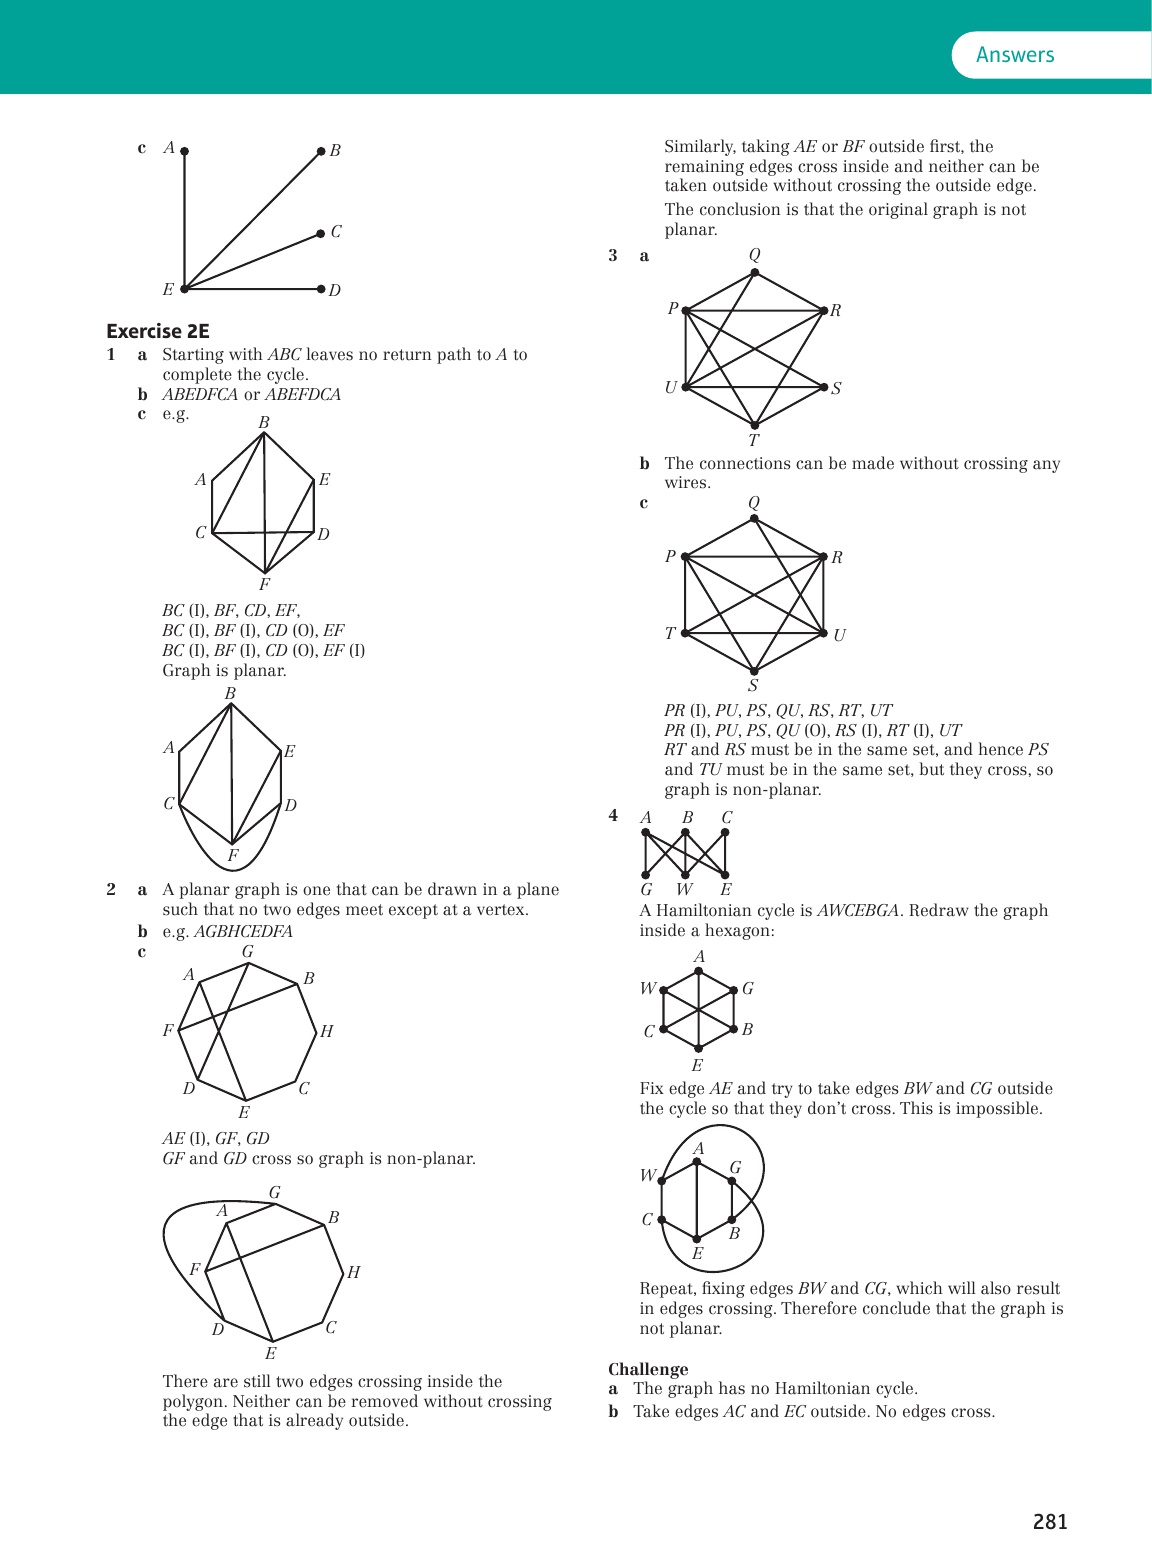 Answers
c A
B
C
E
D
Exercise 2E
1 a Starting with ABC leaves no return path to A to
complete the cycle.
b ABEDFCA or ABEFDCA
c e.g.
B
A
E
C
D
F
BC (I), BF, CD, EF,
BC (I), BF (I), CD (O), EF
BC (I), BF (I), CD (O), EF (I)
Graph is planar.
B
A
E
C
D
F
2 a A planar graph is one that can be drawn in a plane
such that no two edges meet except at a vertex.
b e.g. AGBHCEDFA
c
G
A
B
F
H
D
C
E
AE (I), GF, GD
GF and GD cross so graph is non-planar.
G
A
B
F
H
D
C
E
There are still two edges crossing inside the
polygon. Neither can be removed without crossing
the edge that is already outside.
Similarly, taking AE or BF outside first, the
remaining edges cross inside and neither can be
taken outside without crossing the outside edge.
The conclusion is that the original graph is not
planar.
3 a
Q
P
R
U
S
T
b The connections can be made without crossing any
wires.
c
Q
P
R
T
U
S
PR (I), PU, PS, QU, RS, RT, UT
PR (I), PU, PS, QU (O), RS (I), RT (I), UT
RT and RS must be in the same set, and hence PS
and TU must be in the same set, but they cross, so
graph is non-planar.
4 A B C
G W E
A Hamiltonian cycle is AWCEBGA. Redraw the graph
inside a hexagon:
A
W
G
C
B
E
Fix edge AE and try to take edges BW and CG outside
the cycle so that they don’t cross. This is impossible.
A
W
G
C
B
E
Repeat, fixing edges BW and CG, which will also result
in edges crossing. Therefore conclude that the graph is
not planar.
Challenge
a The graph has no Hamiltonian cycle.
b Take edges AC and EC outside. No edges cross.
281